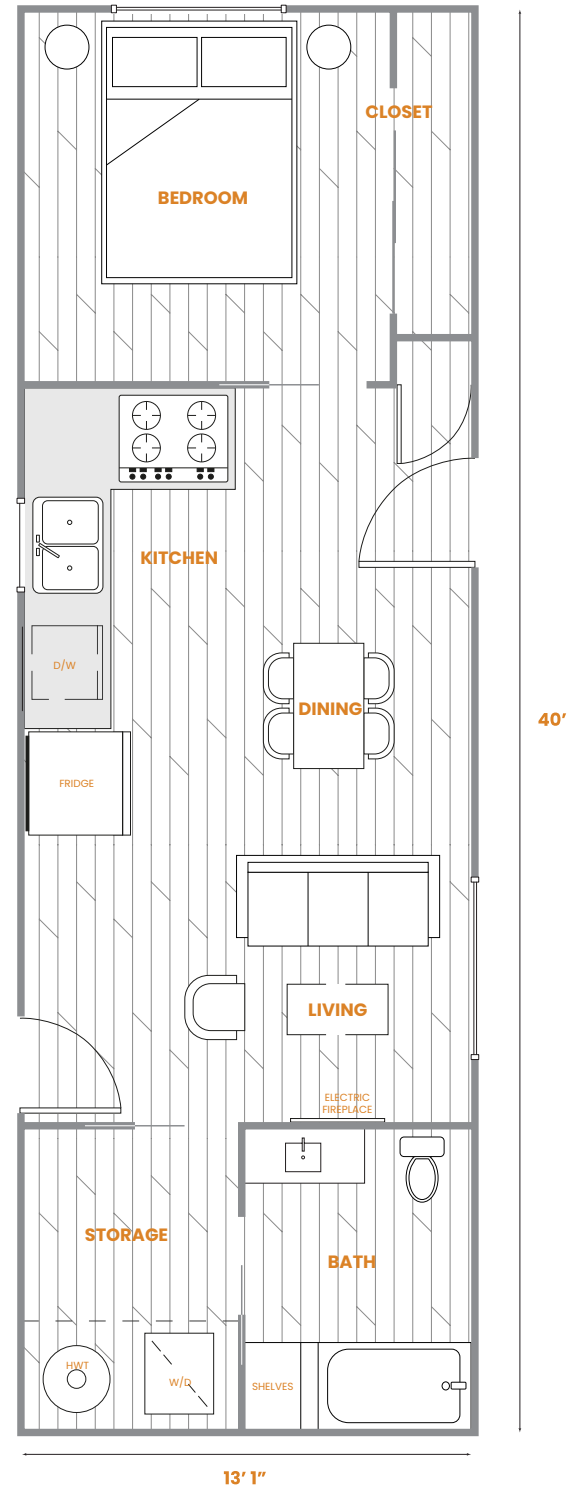 CLOSET
BEDROOM
KITCHEN
D/W
DINING
40’
FRIDGE
LIVING
ELECTRIC
FIREPLACE
STORAGE
BATH
HWT
W/D
SHELVES
13’ 1”